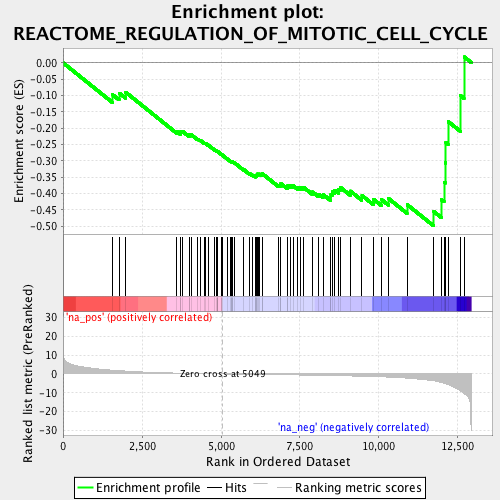 Enrichment plot:
REACTOME_REGULATION_OF_MITOTIC_CELL_CYCLE
Enrichment score (ES)
0.00
-0.05
-0.10
-0.15
-0.20
-0.25
-0.30
-0.35
-0.40
-0.45
-0.50
'na_pos' (positively correlated)
Ranked list metric (PreRanked)
30
20
10
0
-10
-20
-30
Zero cross at 5049
'na_neg' (negatively correlated)
0
2,500
5,000
7,500
10,000
12,500
Rank in Ordered Dataset
Enrichment profile
Hits
Ranking metric scores